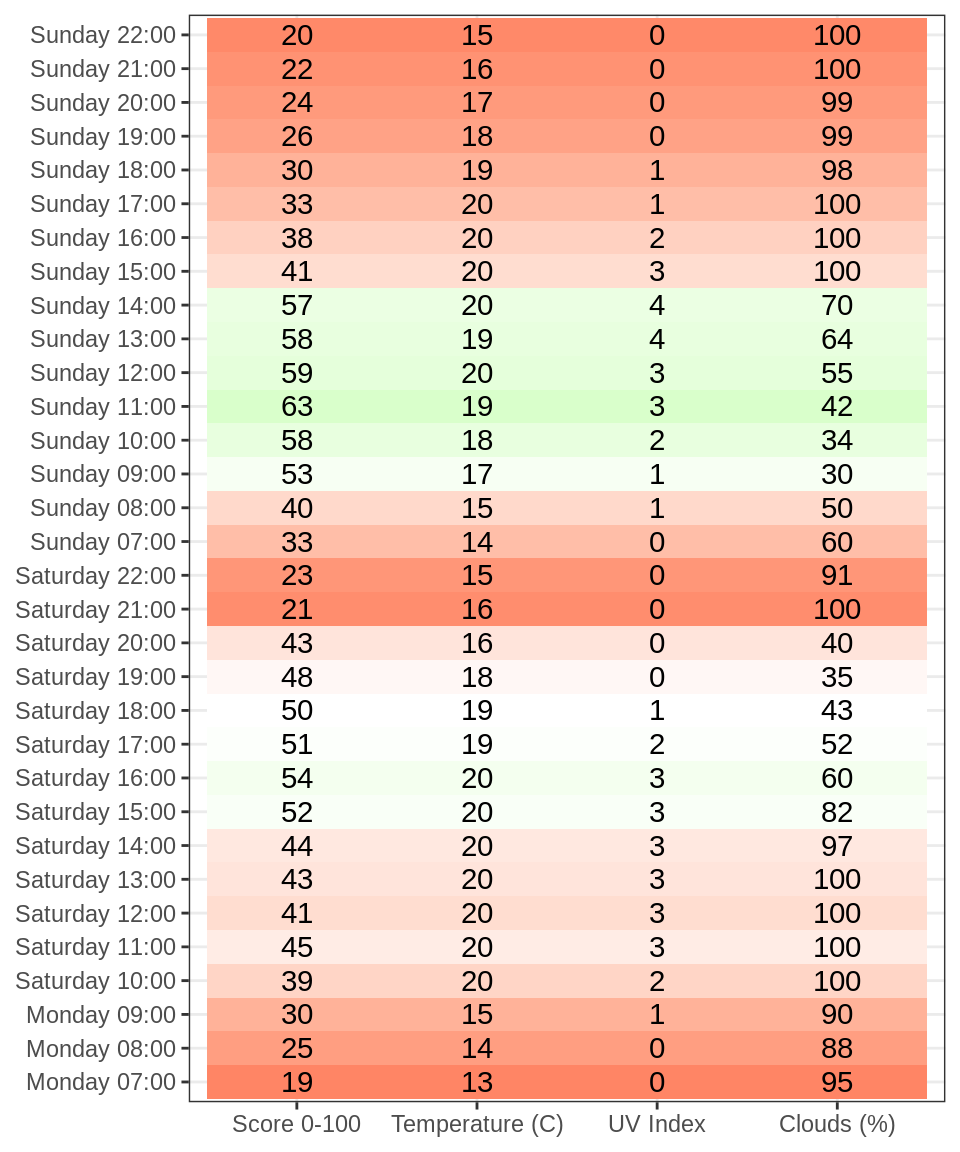 Sunday 22:00 20 15 0 100
Sunday 21:00 22 16 0 100
Sunday 20:00 24 17 0 99
Sunday 19:00 26 18 0 99
Sunday 18:00 30 19 1 98
Sunday 17:00 33 20 1 100
Sunday 16:00 38 20 2 100
Sunday 15:00 41 20 3 100
Sunday 14:00 57 20 4 70
Sunday 13:00 58 19 4 64
Sunday 12:00 59 20 3 55
Sunday 11:00 63 19 3 42
Sunday 10:00 58 18 2 34
Sunday 09:00 53 17 1 30
Sunday 08:00 40 15 1 50
Sunday 07:00 33 14 0 60
Saturday 22:00 23 15 0 91
Saturday 21:00 21 16 0 100
Saturday 20:00 43 16 0 40
Saturday 19:00 48 18 0 35
Saturday 18:00 50 19 1 43
Saturday 17:00 51 19 2 52
Saturday 16:00 54 20 3 60
Saturday 15:00 52 20 3 82
Saturday 14:00 44 20 3 97
Saturday 13:00 43 20 3 100
Saturday 12:00 41 20 3 100
Saturday 11:00 45 20 3 100
Saturday 10:00 39 20 2 100
Monday 09:00 30 15 1 90
Monday 08:00 25 14 0 88
Monday 07:00 19 13 0 95
Score 0-100 Temperature (C) UV Index Clouds (%)